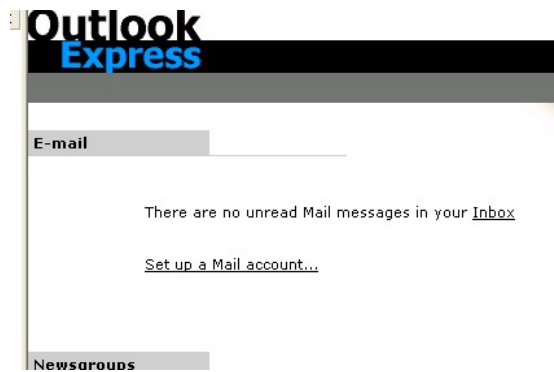 Outlook
Express
E-mail
There are no unread Mail messages in your Inbox
Set up a Mail account...
Newsgroups